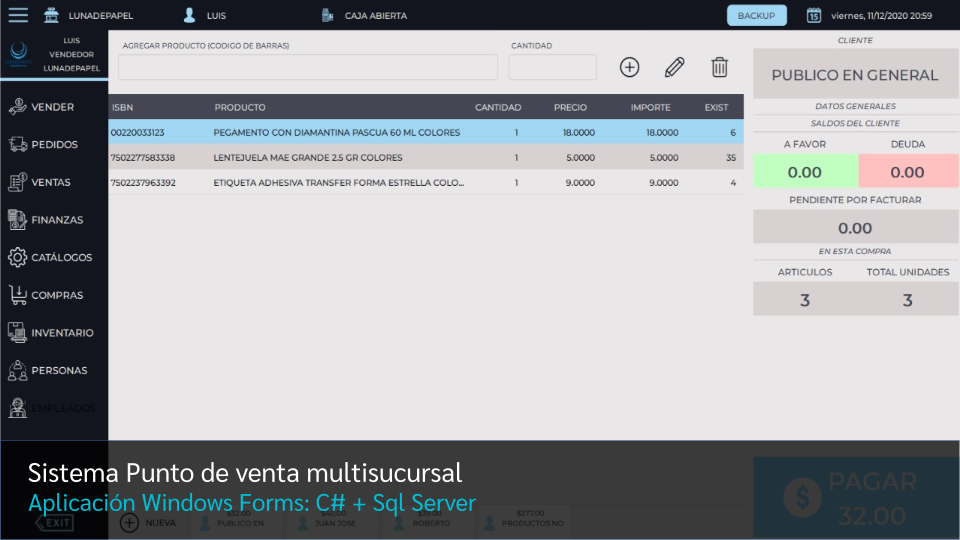 LUNADEPAPEL
LUIS
CAJA ABIERTA
BACKUP
15
viernes, 11/12/2020 20:59
LUIS
VENDEDOR
LUNADEPAPEL
VENDER
PEDIDOS
VENTAS
FINANZAS
CATÁLOGOS
COMPRAS
INVENTARIO
PERSONAS
EMPLEADOS
EXIT
AGREGAR PRODUCTO (CODIGO DE BARRAS)
CANTIDAD
ISBN PRODUCTO CANTIDAD PRECIO IMPORTE EXIST
00220033123 PEGAMENTO CON DIAMANTINA PASCUA 60 ML COLORES 1 18.0000 18.0000 6
7502277583338 LENTEJUELA MAE GRANDE 2.5 GR COLORES 1 5.0000 5.0000 35
7502237963392 ETIQUETA ADHESIVA TRANSFER FORMA ESTRELLA COLO... 1 9.0000 9.0000 4
CLIENTE
PUBLICO EN GENERAL
DATOS GENERALES
SALDOS DEL CLIENTE
A FAVOR DEUDA
0.00 0.00
PENDIENTE POR FACTURAR
0.00
EN ESTA COMPRA
ARTICULOS TOTAL UNIDADES
3 3
Sistema Punto de venta multisucursal
Aplicación Windows Forms: C# + Sql Server
NUEVA
PUBLICO EN
JUAN JOSE
ROBERTO
$277.00
PRODUCTOS NO
$ PAGAR
32.00